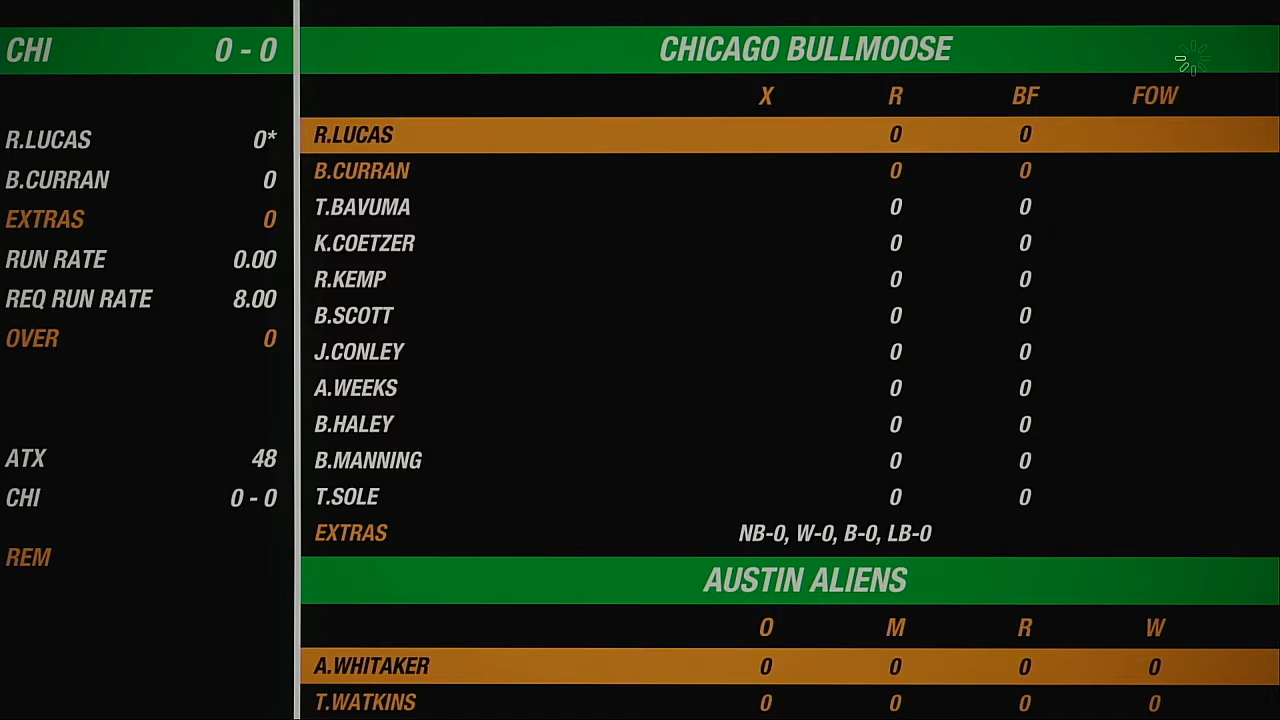 CHI 0 - 0
R.LUCAS 0*
B.CURRAN 0
EXTRAS 0
RUN RATE 0.00
REQ RUN RATE 8.00
OVER 0
ATX 48
CHI 0 - 0
REM
CHICAGO BULLMOOSE
X R BF FOW
R.LUCAS 0 0
B.CURRAN 0 0
T.BAVUMA 0 0
K.COETZER 0 0
R.KEMP 0 0
B.SCOTT 0 0
J.CONLEY 0 0
A.WEEKS 0 0
B.HALEY 0 0
B.MANNING 0 0
T.SOLE 0 0
EXTRAS NB-0, W-0, B-0, LB-0
AUSTIN ALIENS
O M R W
A.WHITAKER 0 0 0 0
T.WATKINS 0 0 0 0